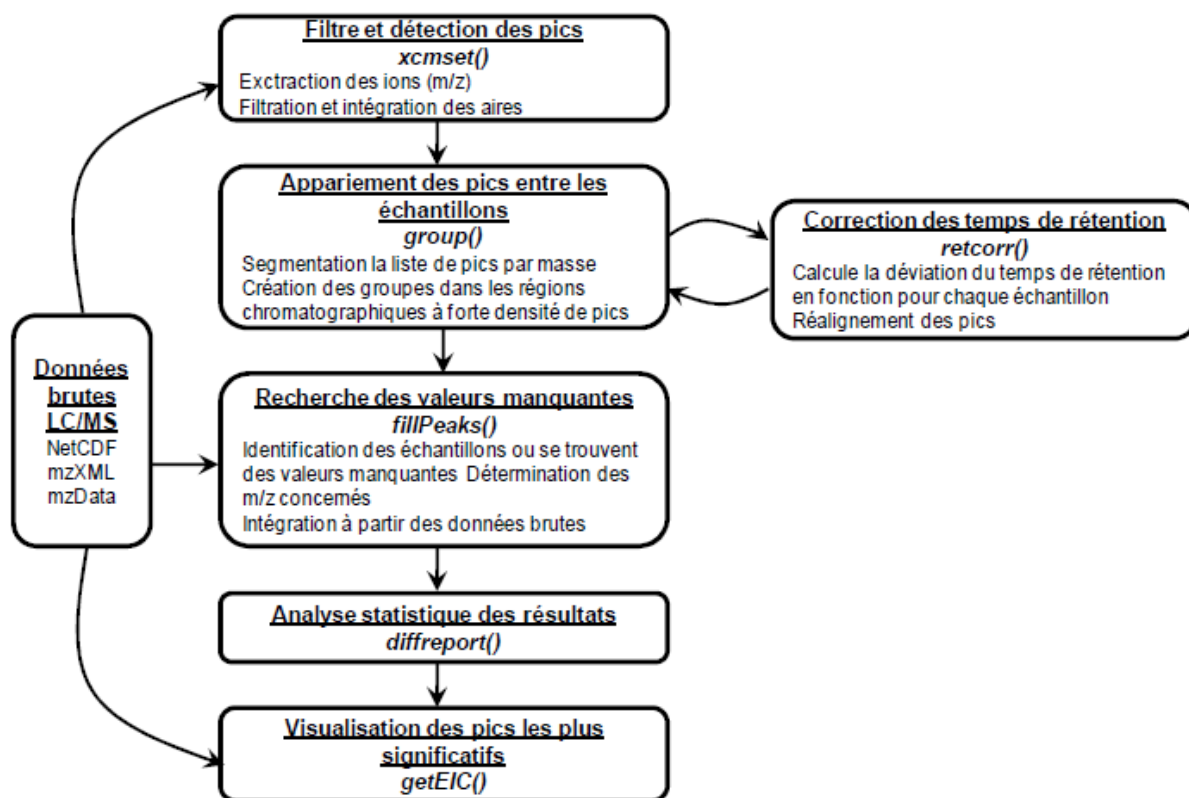 Filtre et détection des pics
xcmset()
Exctraction des ions (m/z)
Filtration et intégration des aires
Appariement des pics entre les
échantillons
group()
Segmentation la liste de pics par masse
Création des groupes dans les régions
chromatographiques à forte densité de pics
Correction des temps de rétention
retcorr()
Calcule la déviation du temps de rétention
en fonction pour chaque échantillon
Réalignement des pics
Données
brutes
LC/MS
NetCDF
mzXML
mzData
Recherche des valeurs manquantes
fillPeaks()
Identification des échantillons ou se trouvent
des valeurs manquantes Détermination des
m/z concernés
Intégration à partir des données brutes
Analyse statistique des résultats
diffreport()
Visualisation des pics les plus
significatifs
getEIC()